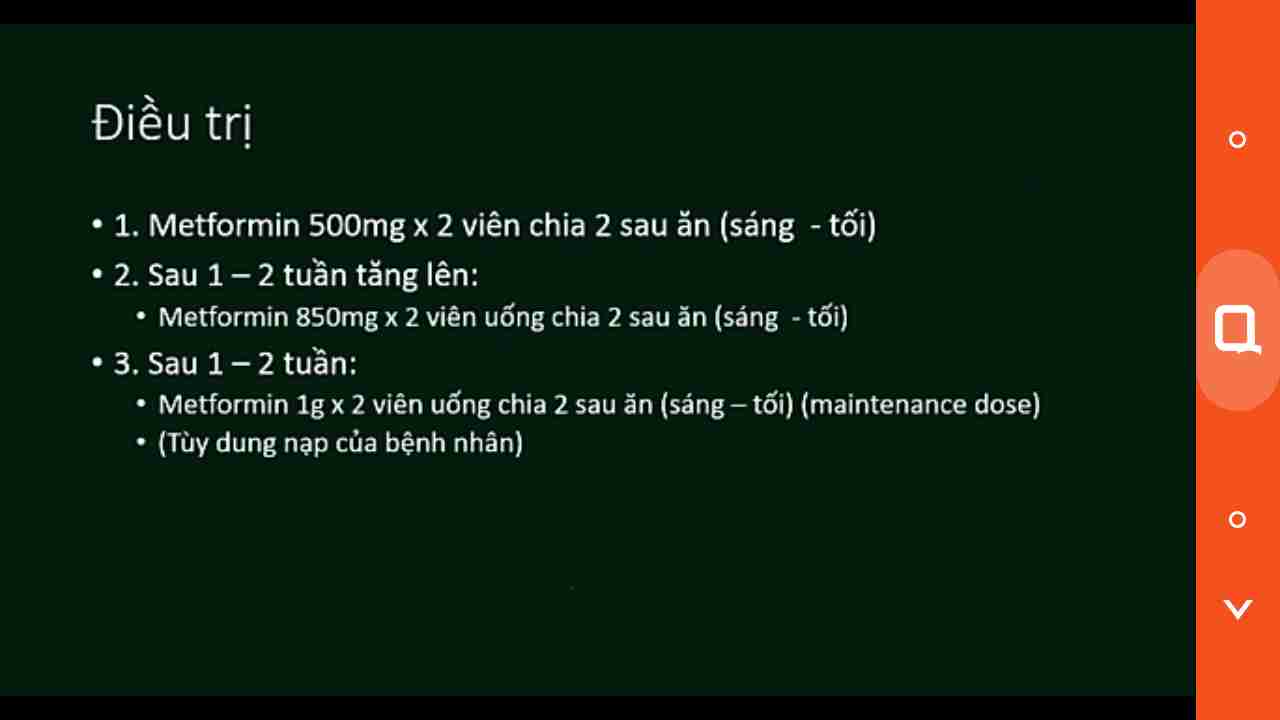 Điều trị
• 1. Metformin 500mg x 2 viên chia 2 sau ăn (sáng - tối)
• 2. Sau 1 – 2 tuần tăng lên:
• Metformin 850mg x 2 viên uống chia 2 sau ăn (sáng - tối)
• 3. Sau 1 – 2 tuần:
• Metformin 1g x 2 viên uống chia 2 sau ăn (sáng – tối) (maintenance dose)
• (Tùy dung nạp của bệnh nhân)